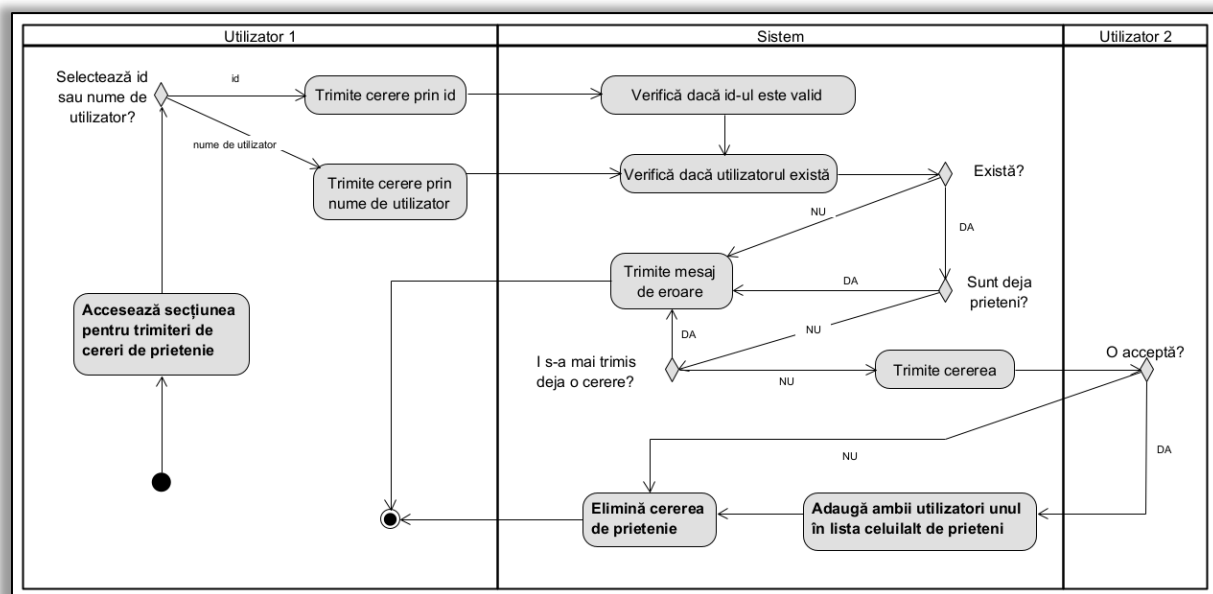 Utilizator 1
Sistem
Utilizator 2
Selectează id
sau nume de
utilizator?
id
Trimite cerere prin id
Verifică dacă id-ul este valid
nume de utilizator
Trimite cerere prin
nume de utilizator
Verifică dacă utilizatorul există
Există?
NU
DA
Trimite mesaj
de eroare
DA
Sunt deja
prieteni?
Accesează secțiunea
pentru trimiteri de
cereri de prietenie
DA
NU
I s-a mai trimis
deja o cerere?
NU
Trimite cererea
O acceptă?
NU
DA
Elimină cererea
de prietenie
Adaugă ambii utilizatori unul
în lista celuilalt de prieteni